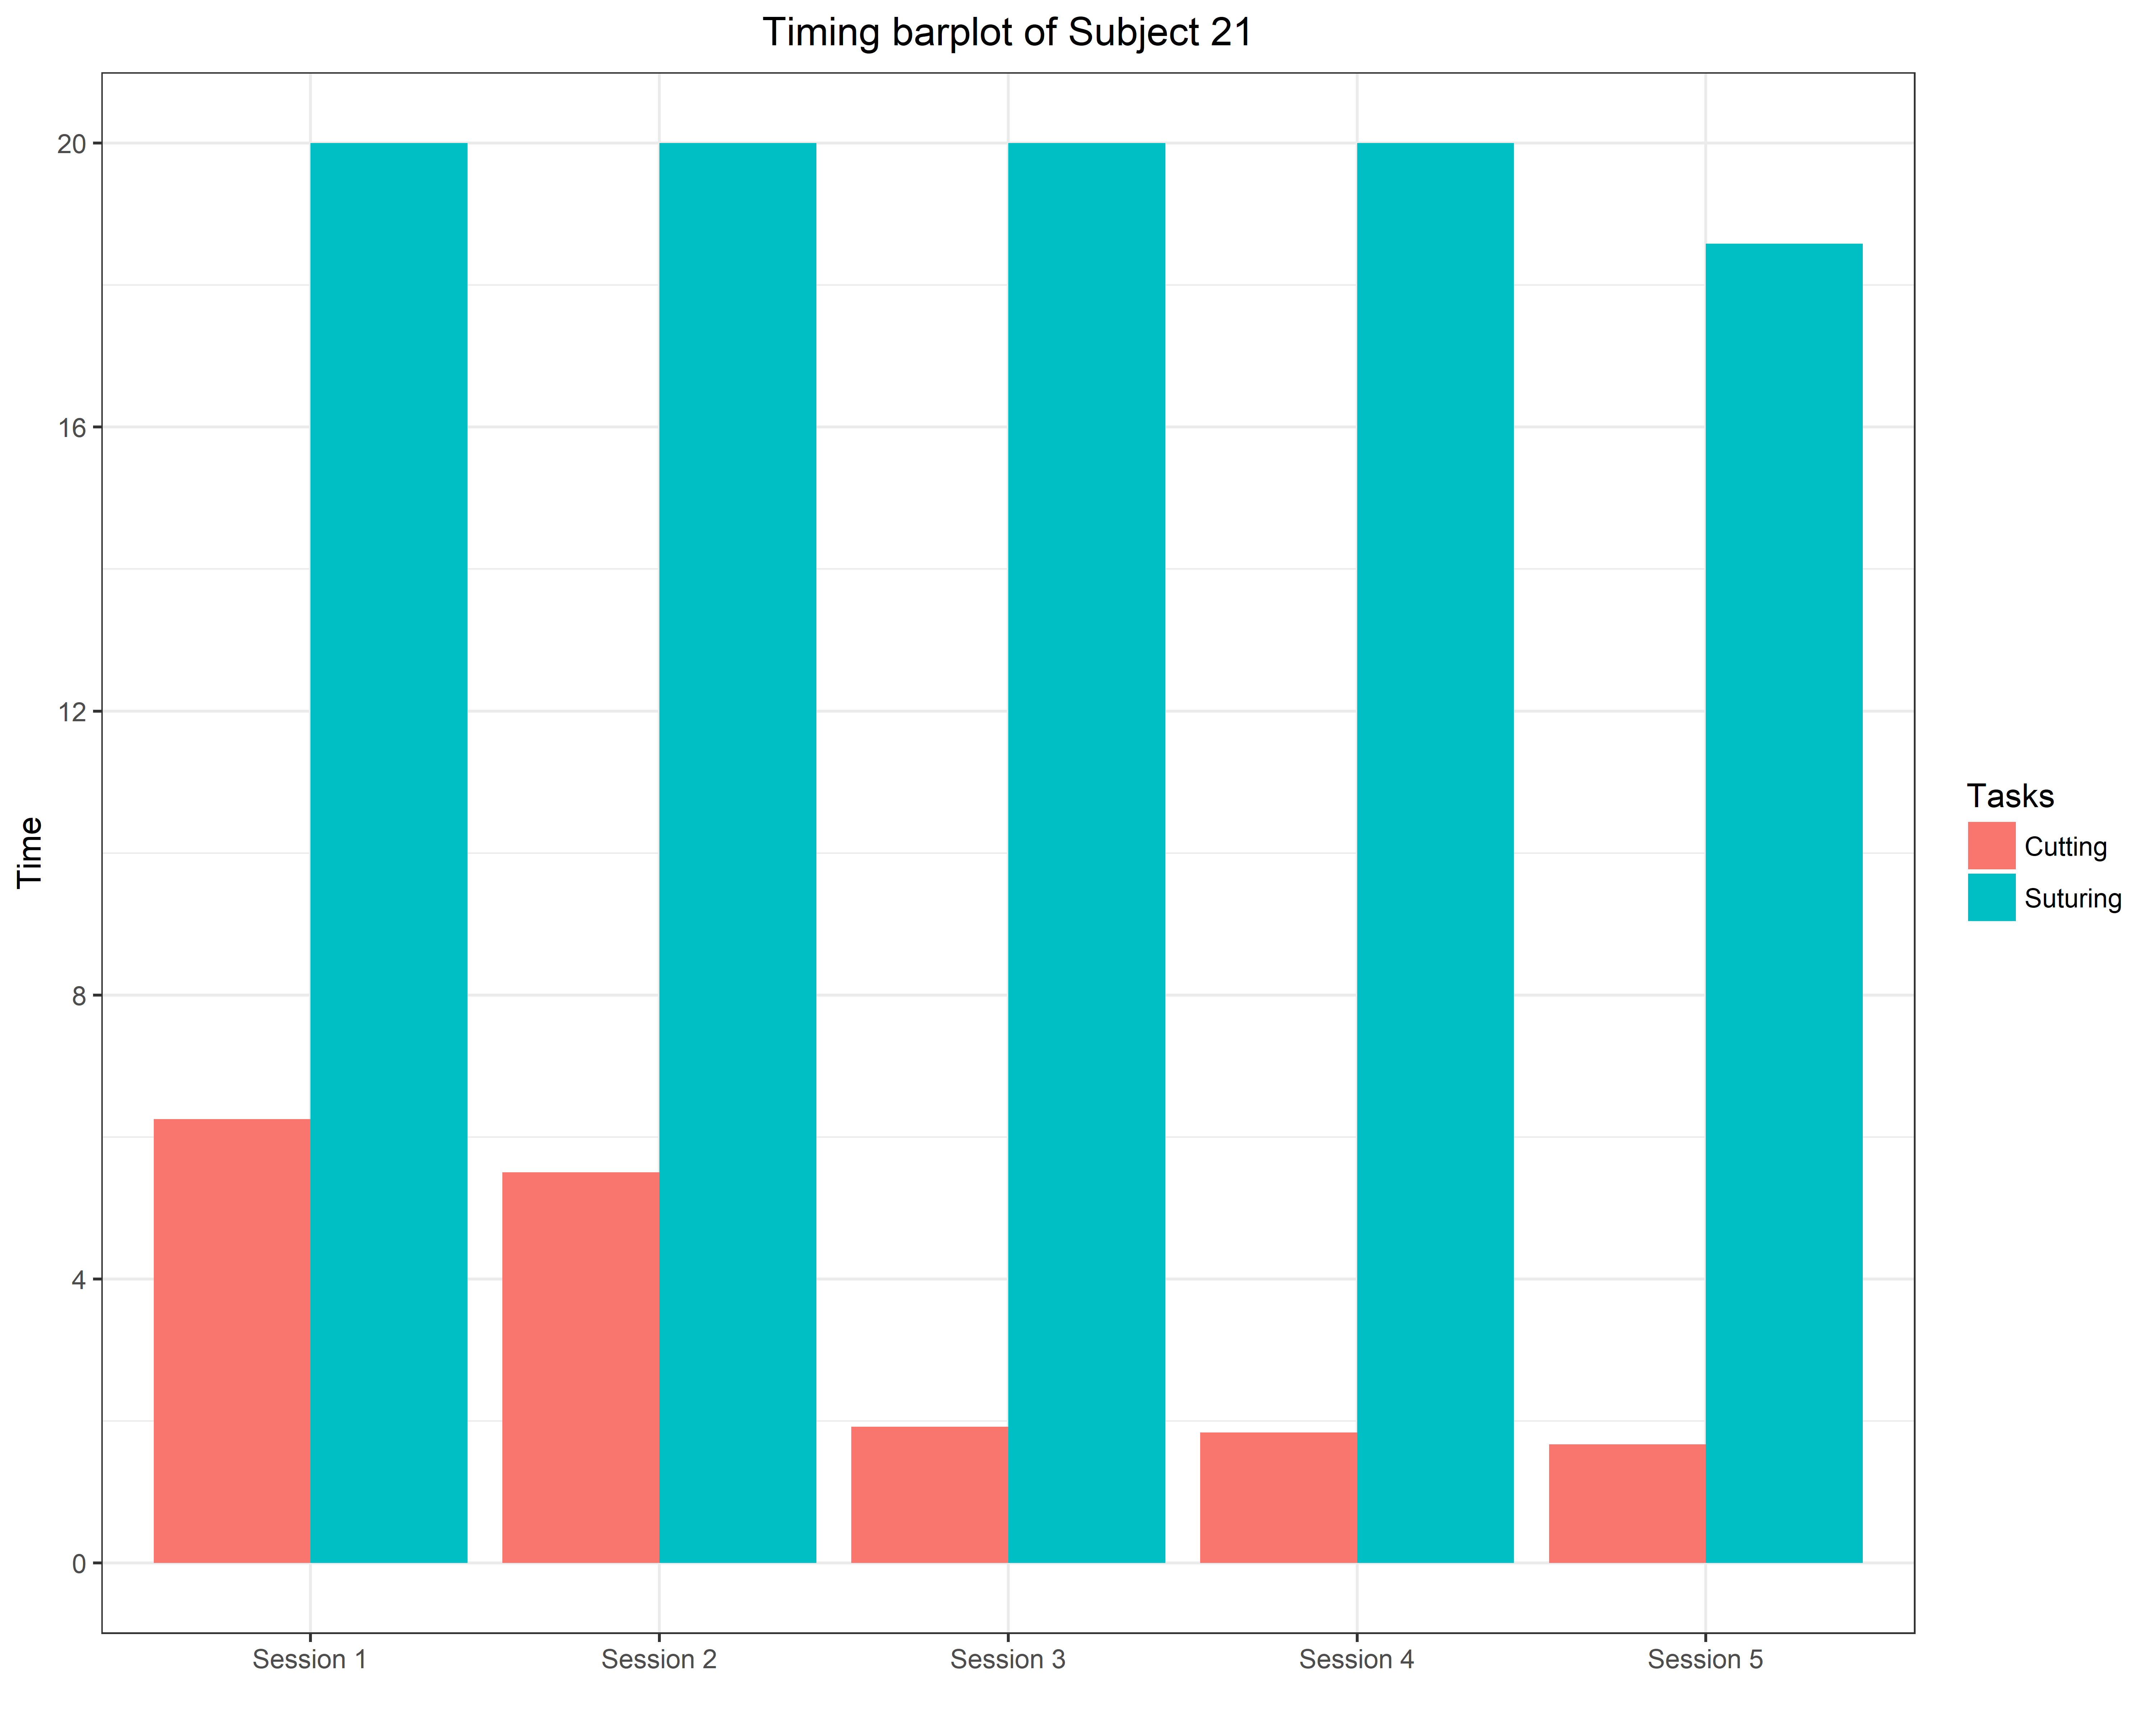 Timing barplot of Subject 21
Time
20
16
12
8
4
0
Session 1
Session 2
Session 3
Session 4
Session 5
Tasks
Cutting
Suturing